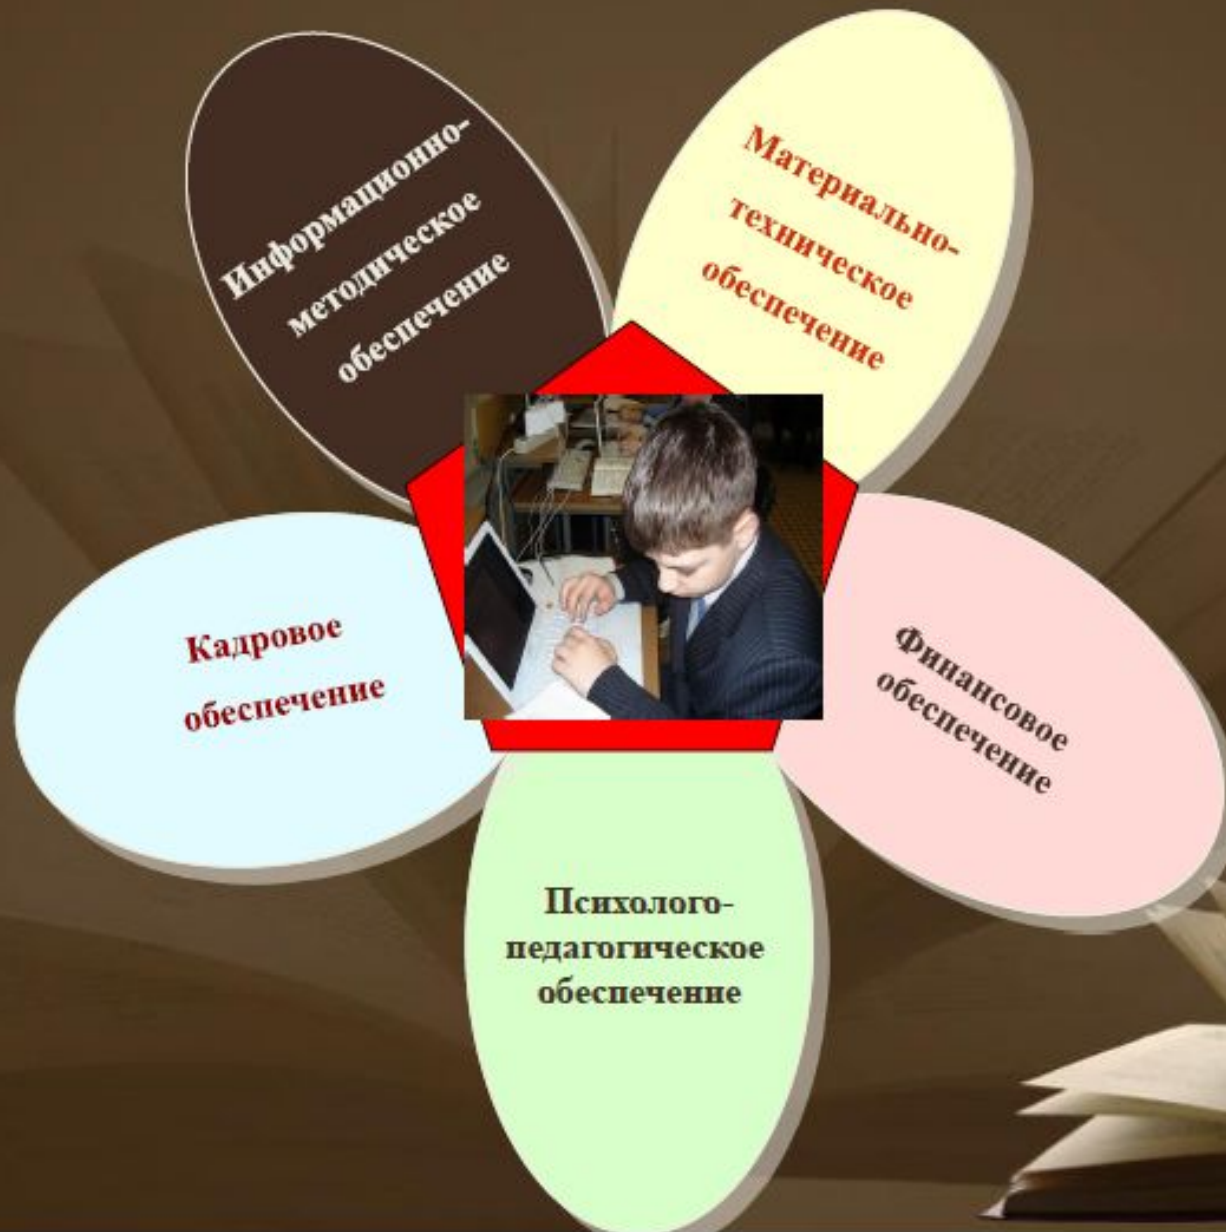 Информационно-
методическое
обеспечение
Материально-
техническое
обеспечение
Кадровое
обеспечение
Финансовое
обеспечение
Психолого-
педагогическое
обеспечение